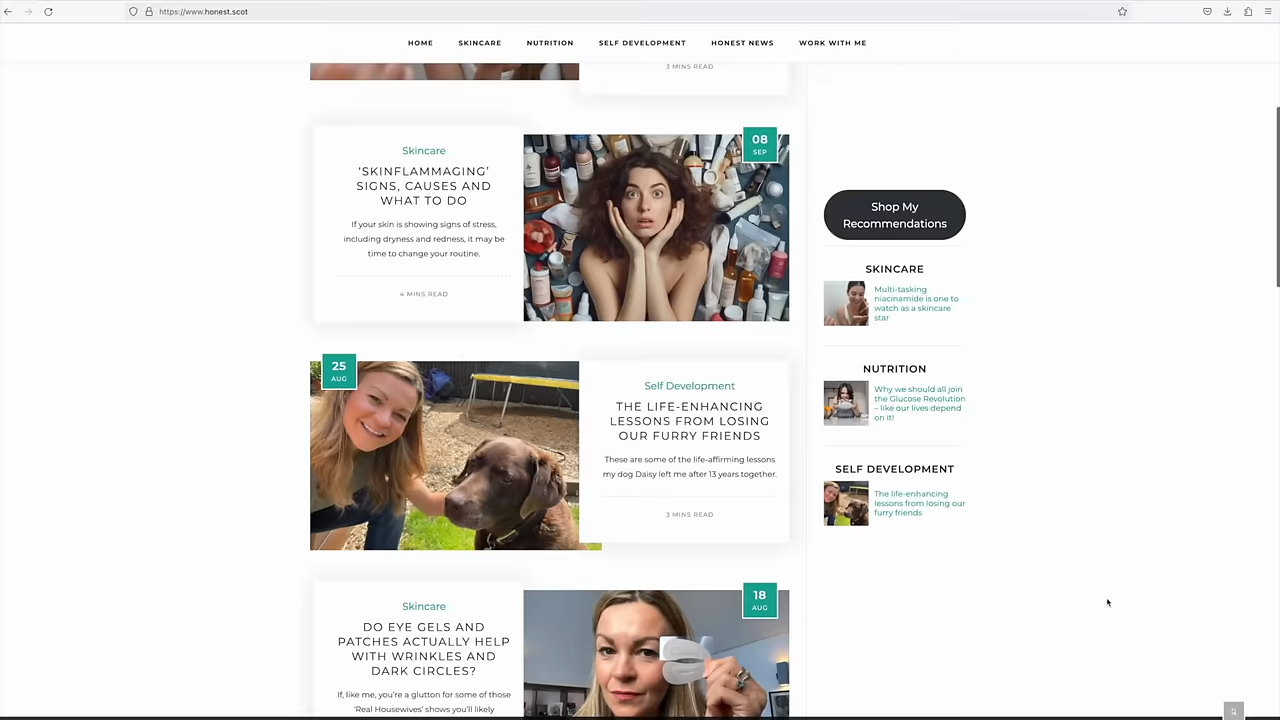 https://www.honest.scot
HOME
SKINCARE
NUTRITION
SELF DEVELOPMENT
HONEST NEWS
WORK WITH ME
3 MINS READ
Skincare
‘SKINFLAMMAGING’
SIGNS, CAUSES AND
WHAT TO DO
If your skin is showing signs of stress,
including dryness and redness, it may be
time to change your routine.
4 MINS READ
08
SEP
25
AUG
Self Development
THE LIFE-ENHANCING
LESSONS FROM LOSING
OUR FURRY FRIENDS
These are some of the life-affirming lessons
my dog Daisy left me after 13 years together.
3 MINS READ
Skincare
DO EYE GELS AND
PATCHES ACTUALLY HELP
WITH WRINKLES AND
DARK CIRCLES?
If, like me, you’re a glutton for some of those
‘Real Housewives’ shows you’ll likely
18
AUG
Shop My
Recommendations
SKINCARE
Multi-tasking
niacinamide is one to
watch as a skincare
star
NUTRITION
Why we should all join
the Glucose Revolution
– like our lives depend
on it!
SELF DEVELOPMENT
The life-enhancing
lessons from losing our
furry friends